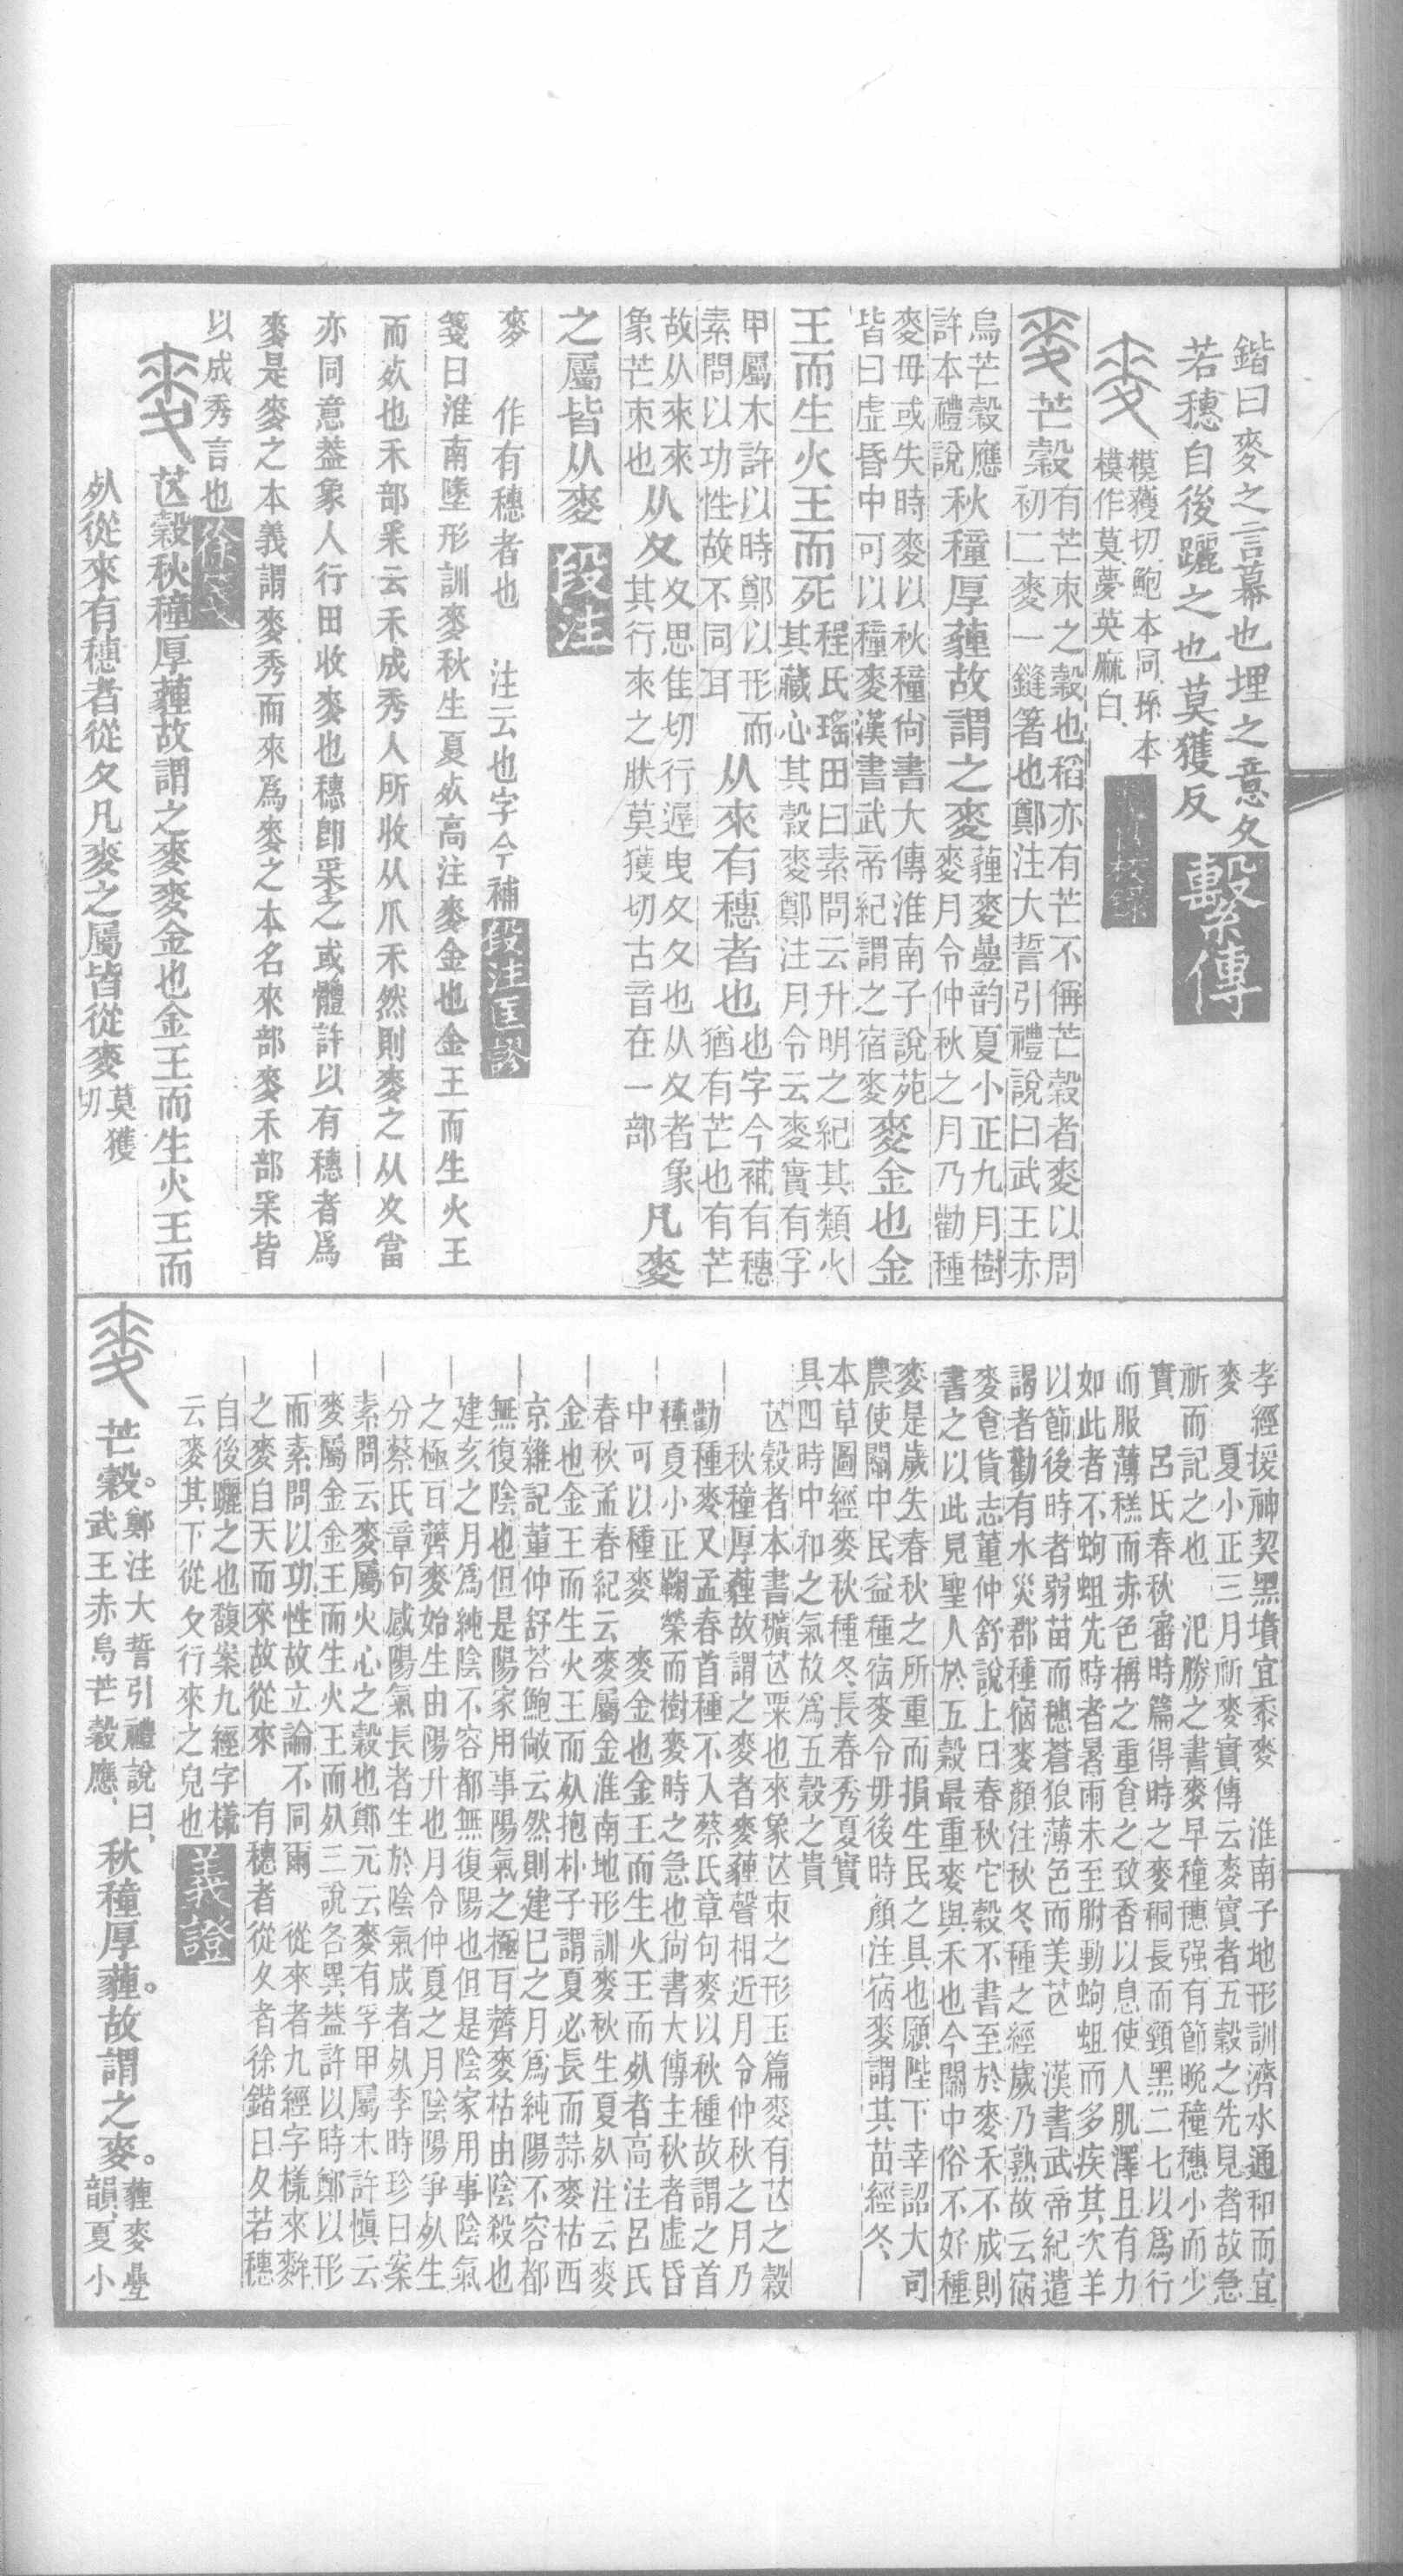 鍇曰麥之言幕也埋之意夊
若穗自後躧之也莫獲反
繫傳
模獲切鮑本同孫本
模作莫夢英麻白
芒穀
有芒朿之穀也稻亦有芒不偁芒穀者麥以周
初二麥一𨦟箸也鄭注大誓引禮說曰武王赤
烏芒穀應
許本禮說
秋穜厚薶故謂之麥
薶麥曡韵夏小正九月樹
麥月令仲秋之月乃勸種
麥毋或失時麥以秋穜尙書大傳淮南子說苑
皆曰虛昏中可以種麥漢書武帝紀謂之宿麥
麥金也金
王而生火王而死
程氏瑤田曰素問云升明之紀其類火
其藏心其穀麥鄭注月令云麥實有孚
甲屬木許以時鄭以形而
素問以功性故不同耳
从來有穗者也
也字今補有穗
猶有芒也有芒
故从來來
象芒朿也
从夊
夊思隹切行遲曳夊夊也从夊者象
其行來之狀莫獲切古音在一部
凡麥
之屬皆从麥
段注
麥 作有穗者也 注云也字今補
段注匡謬
箋曰淮南墬形訓麥秋生夏𣦸高注麥金也金王而生火王
而𣦸也禾部采云禾成秀人所收从爪禾然則麥之从夊當
亦同意葢象人行田收麥也穗卽采之或體許以有穗者爲
麥是麥之本義謂麥秀而來爲麥之本名來部麥禾部采皆
以成秀言也
徐箋
芒穀秋種厚薶故謂之麥麥金也金王而生火王而
𣦸從來有穗者從夊凡麥之屬皆從麥
莫獲
切
孝經援神契黑墳宜黍麥 淮南子地形訓濟水通和而宜
麥 夏小正三月祈麥實傳云麥實者五穀之先見者故急
祈而記之也 氾勝之書麥早穜穗强有節晚穜穗小而少
實 呂氏春秋審時篇得時之麥秱長而頸黑二七以爲行
而服薄糕而赤色稱之重食之致香以息使人肌澤且有力
如此者不蚼蛆先時者暑雨未至胕動蚼蛆而多疾其次羊
以節後時者弱苗而穗蒼狼薄色而美芒 漢書武帝紀遣
謁者勸有水災郡種宿麥顏注秋冬種之經歲乃熟故云宿
麥食貨志董仲舒說上曰春秋它穀不書至於麥禾不成則
書之以此見聖人於五穀最重麥與禾也今關中俗不好種
麥是歲失春秋之所重而損生民之具也願陛下幸詔大司
農使關中民益種宿麥令毋後時顏注宿麥謂其苗經冬
本草圖經麥秋種冬長春秀夏實
具四時中和之氣故爲五穀之貴
芒穀者本書穬芒粟也來象芒朿之形玉篇麥有芒之穀
秋種厚薶故謂之麥者麥薶聲相近月令仲秋之月乃
勸種麥又孟春首種不入蔡氏章句麥以秋種故謂之首
種夏小正鞠榮而樹麥時之急也尙書大傳主秋者虛昏
中可以種麥 麥金也金王而生火王而𣦸者高注呂氏
春秋孟春紀云麥屬金淮南地形訓麥秋生夏𣦸注云麥
金也金王而生火王而𣦸抱朴子謂夏必長而蒜麥枯西
京雜記董仲舒荅鮑敞云然則建巳之月爲純陽不容都
無復陰也但是陽家用事陽氣之極耳薺麥枯由陰殺也
建亥之月爲純陰不容都無復陽也但是陰家用事陰氣
之極耳薺麥始生由陽升也月令仲夏之月陰陽爭𣦸生
分蔡氏章句感陽氣長者生於陰氣成者𣦸李時珍曰案
素問云麥屬火心之穀也鄭元云麥有孚甲屬木許愼云
麥屬金金王而生火王而𣦸三說各異葢許以時鄭以形
而素問以功性故立論不同爾 從來者九經字樣來麰
之麥自天而來故從來 有穗者從夊者徐鍇曰夊若穗
自後躧之也馥案九經字樣
云麥其下從夊行來之皃也
義證
芒穀。
鄭注大誓引禮說曰、
武王赤烏芒穀應、
秋種厚薶。故謂之麥。
薶麥曡
韻、夏小